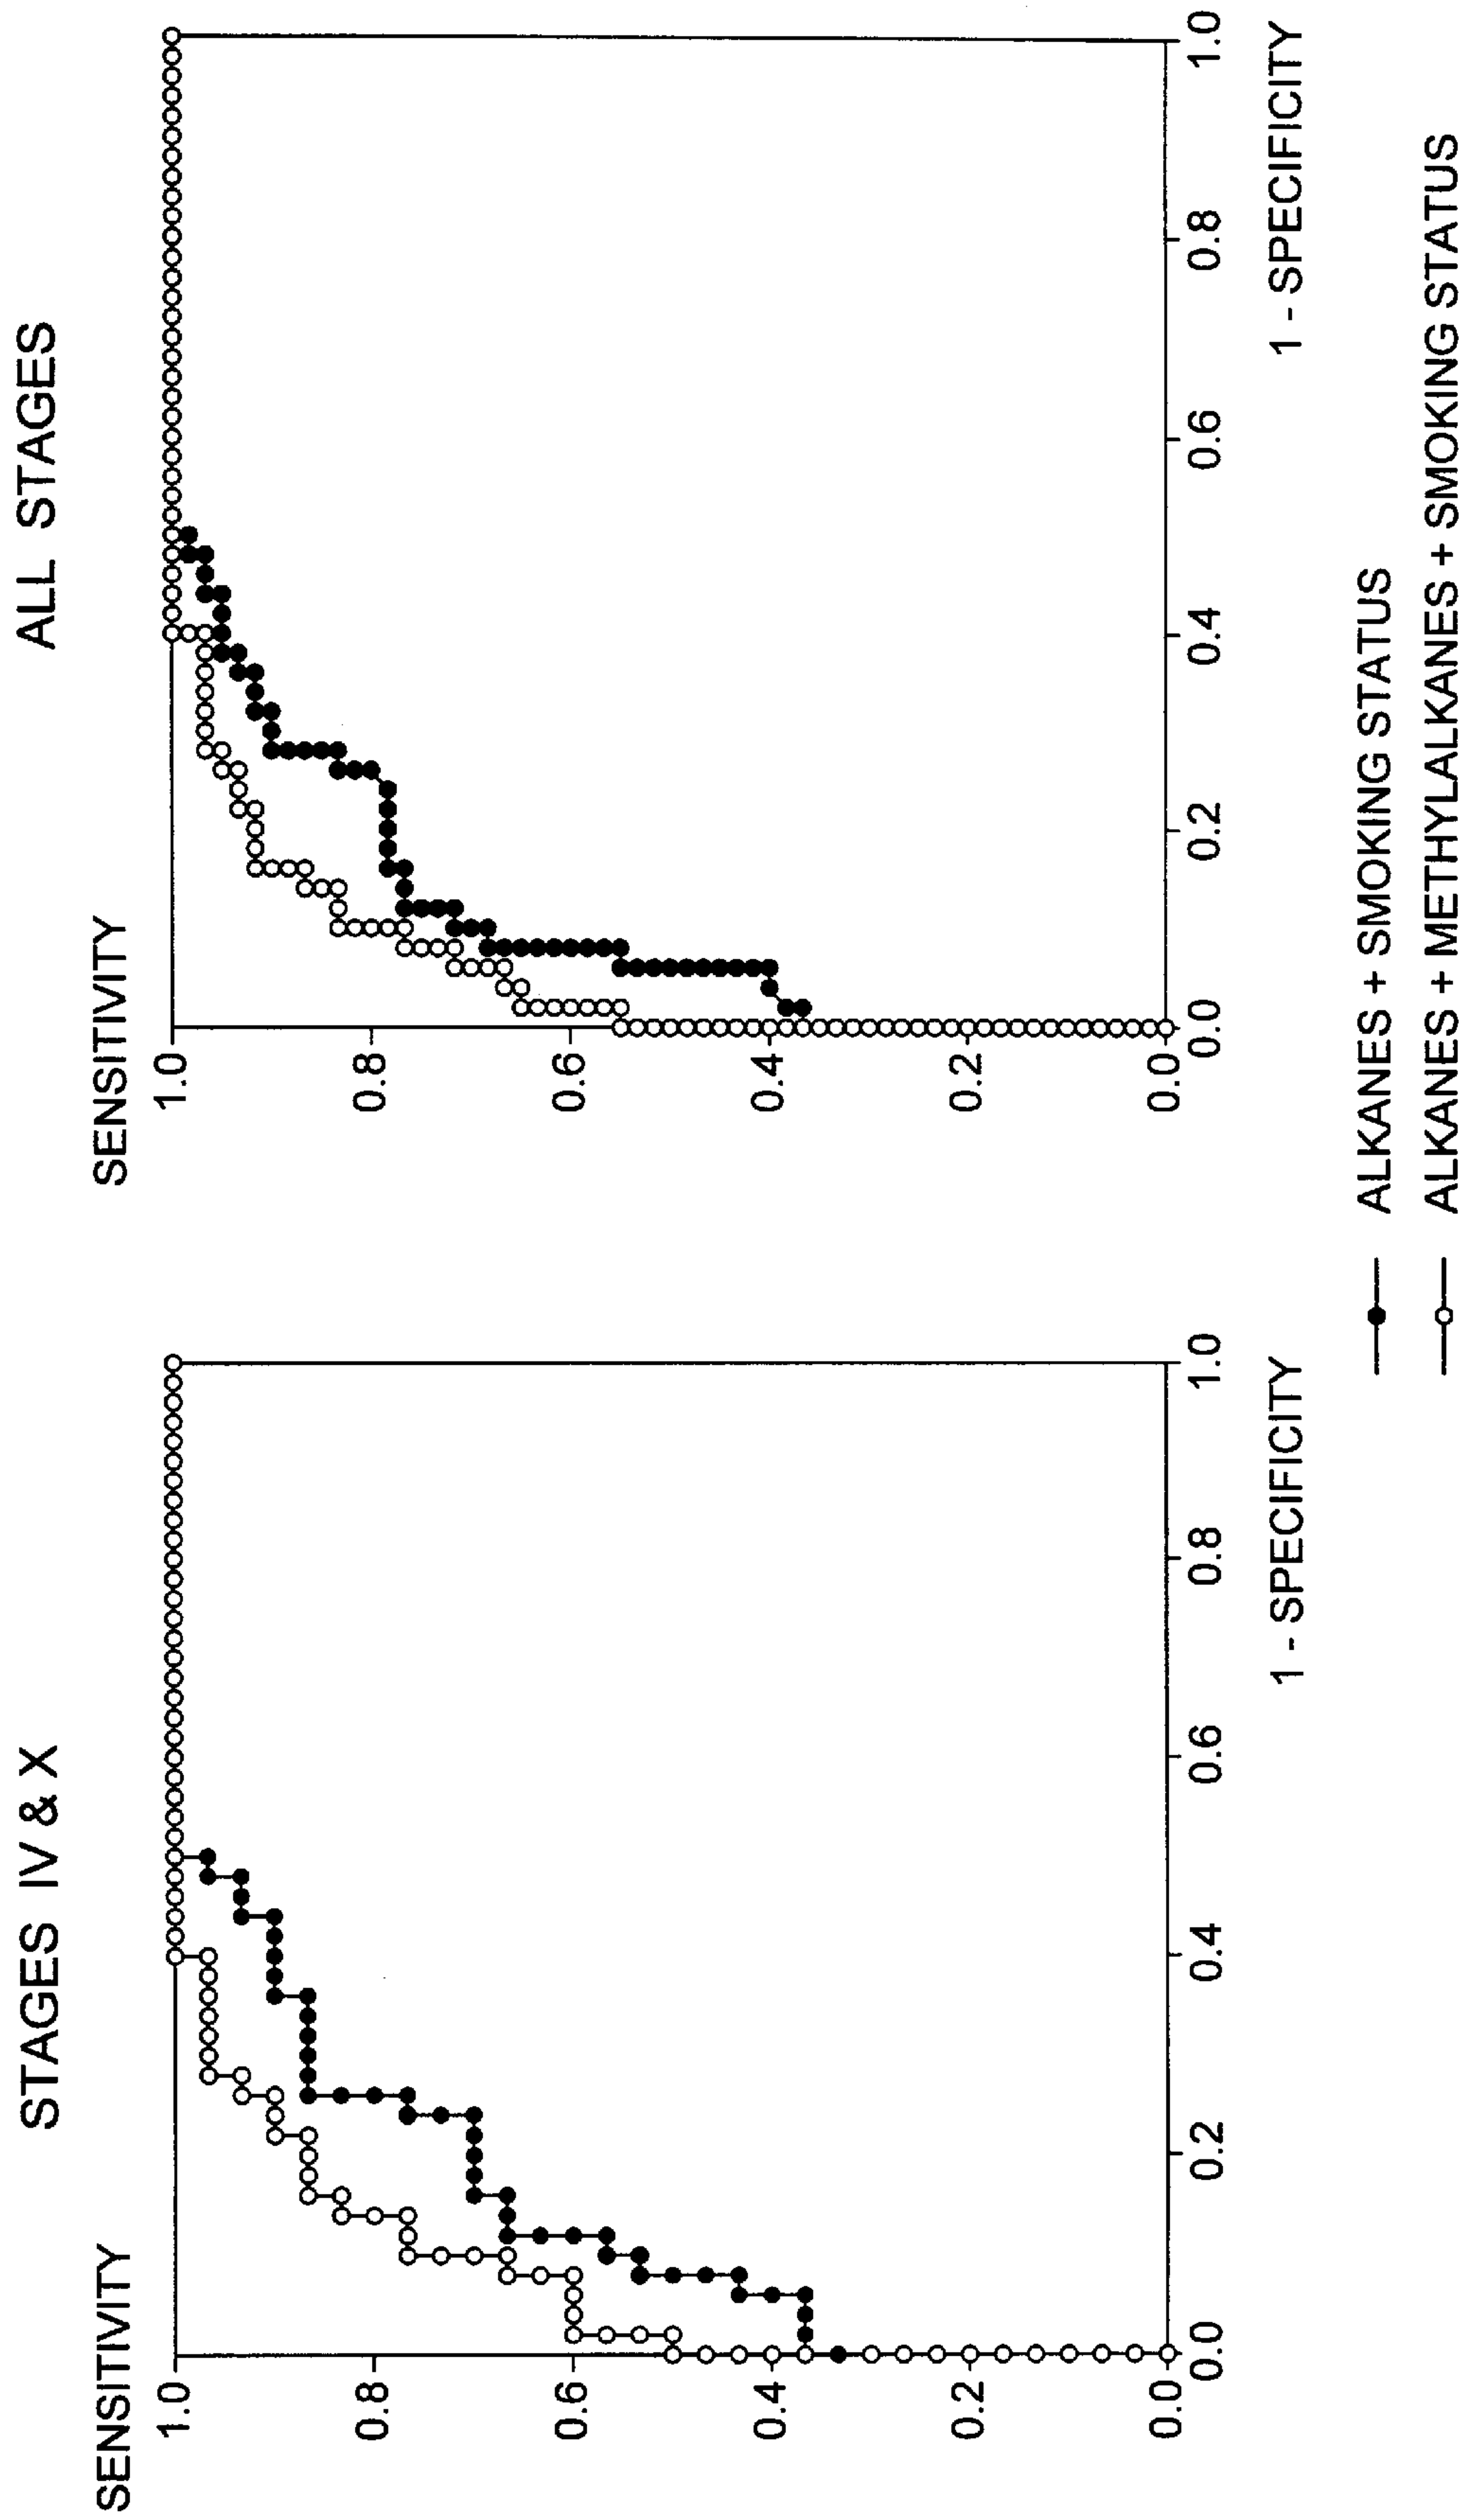 STAGES IV & X
SENSITIVITY
1.0
0.8
0.6
0.4
0.2
0.0
0.0 0.2 0.4 0.6 0.8 1.0
1 - SPECIFICITY
ALL STAGES
SENSITIVITY
1.0
0.8
0.6
0.4
0.2
0.0
0.0 0.2 0.4 0.6 0.8 1.0
1 - SPECIFICITY
ALKANES + SMOKING STATUS
ALKANES + METHYLALKANES + SMOKING STATUS